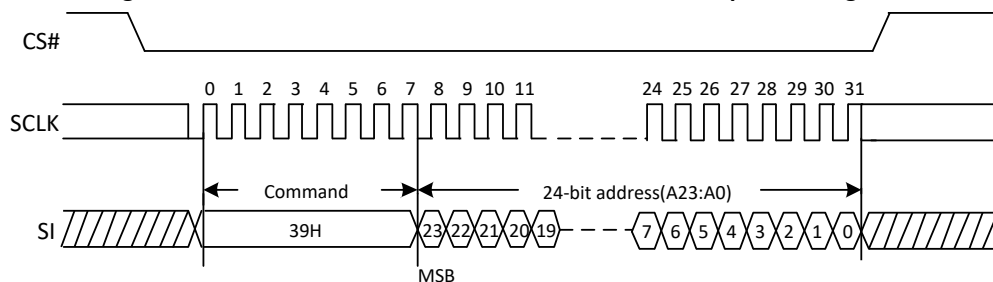 CS#
0 1 2 3 4 5 6 7 8 9 10 11 24 25 26 27 28 29 30 31
SCLK
Command 24-bit address(A23:A0)
SI 39H 23 22 21 20 19 7 6 5 4 3 2 1 0
MSB